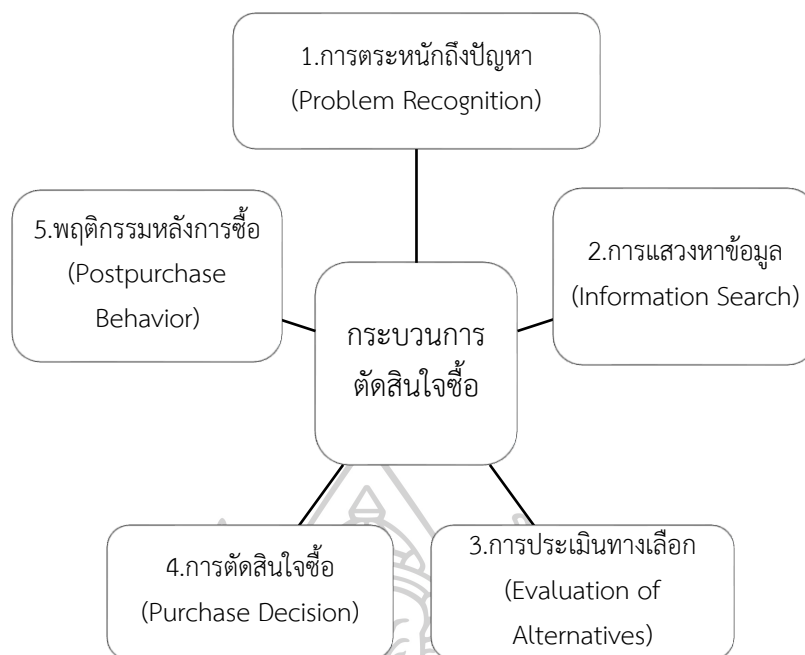 1.การตระหนักถึงปัญหา
(Problem Recognition)
5.พฤติกรรมหลังการซื้อ
(Postpurchase
Behavior)
2.การแสวงหาข้อมูล
(Information Search)
กระบวนการ
ตัดสินใจซื้อ
4.การตัดสินใจซื้อ
(Purchase Decision)
3.การประเมินทางเลือก
(Evaluation of
Alternatives)